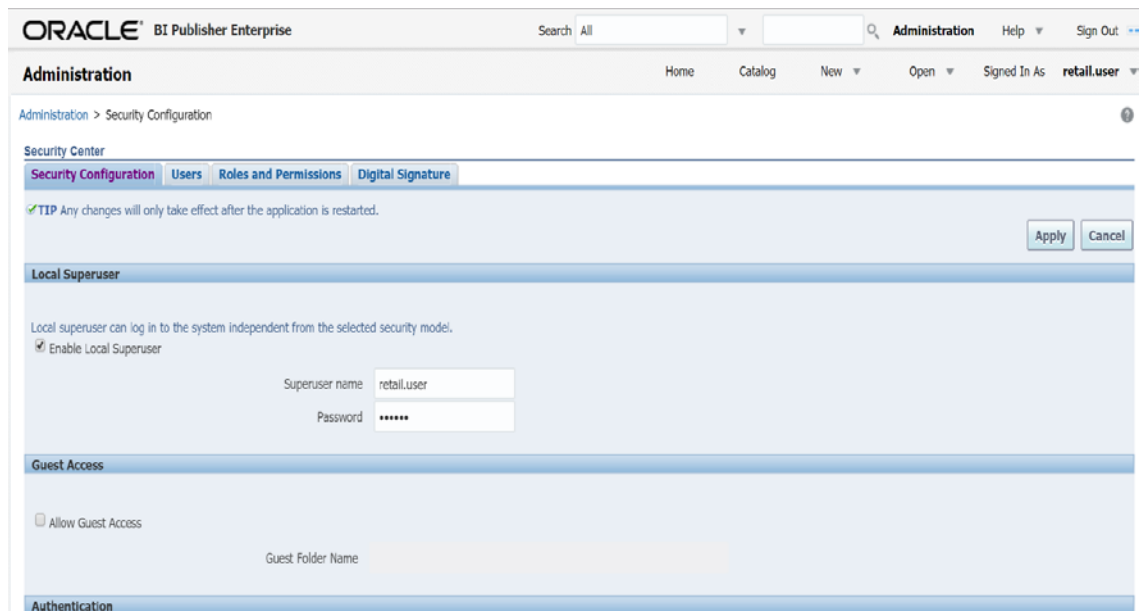 ORACLE® BI Publisher Enterprise Search All Administration Help Sign Out
Administration Home Catalog New Open Signed In As retail.user
Administration > Security Configuration
Security Center
Security Configuration Users Roles and Permissions Digital Signature
TIP Any changes will only take effect after the application is restarted.
Apply Cancel
Local Superuser
Local superuser can log in to the system independent from the selected security model.
Enable Local Superuser
Superuser name retail.user
Password ••••••
Guest Access
Allow Guest Access
Guest Folder Name
Authentication